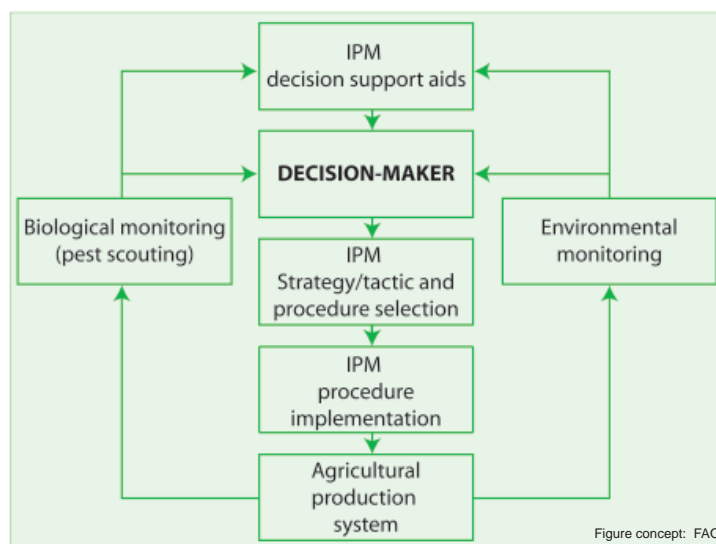 IPM
decision support aids
DECISION-MAKER
Biological monitoring
(pest scouting)
Environmental
monitoring
IPM
Strategy/tactic and
procedure selection
IPM
procedure
implementation
Agricultural
production
system
Figure concept: FAO